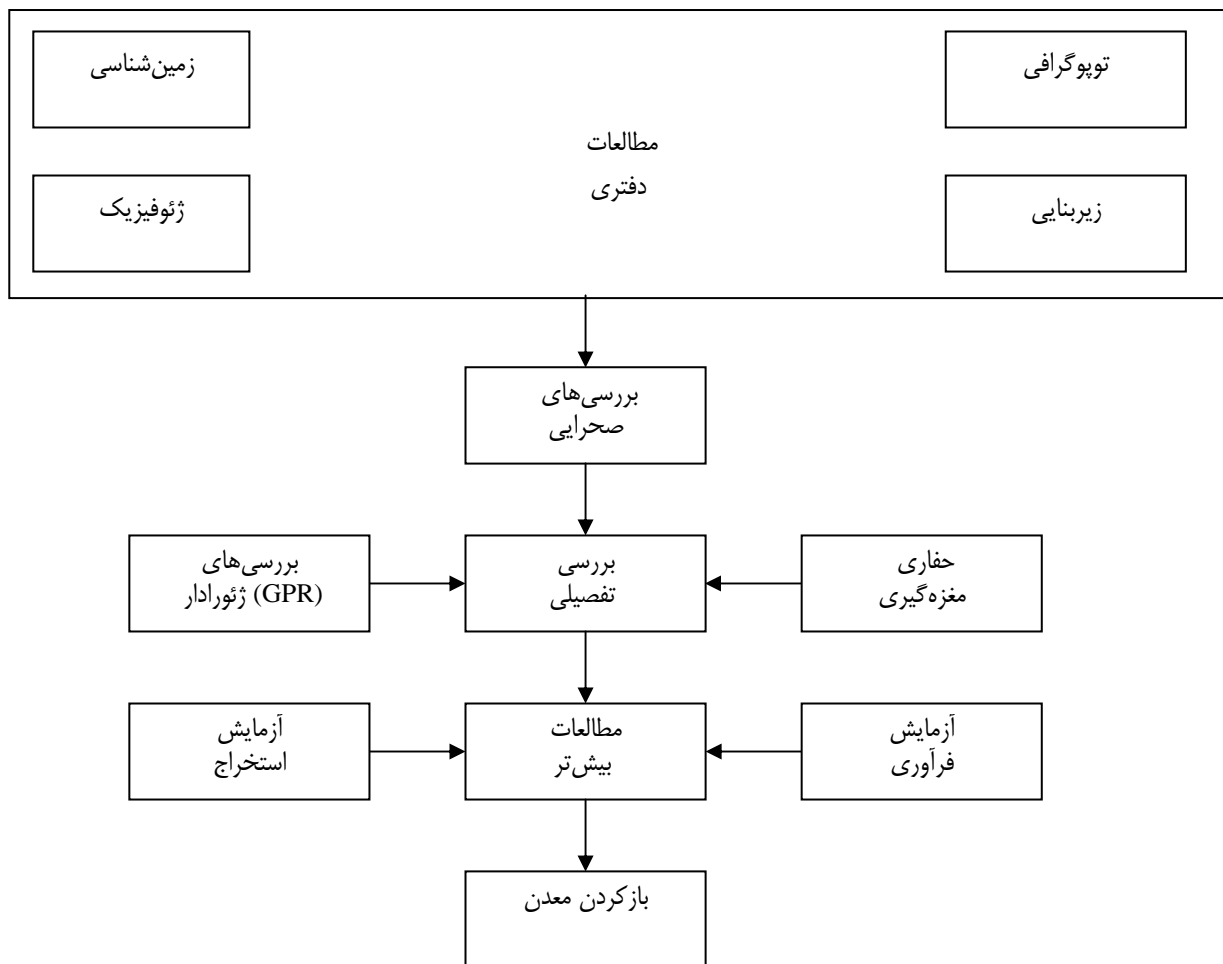 توپوگرافی
زمین‌شناسی
مطالعات
دفتری
زیربنایی
ژئوفیزیک
بررسی‌های
صحرایی
حفاری
مغزه‌گیری
بررسی
تفصیلی
بررسی‌های
ژئورادار (GPR)
آزمایش
فرآوری
مطالعات
بیش‌تر
آزمایش
استخراج
بازکردن معدن